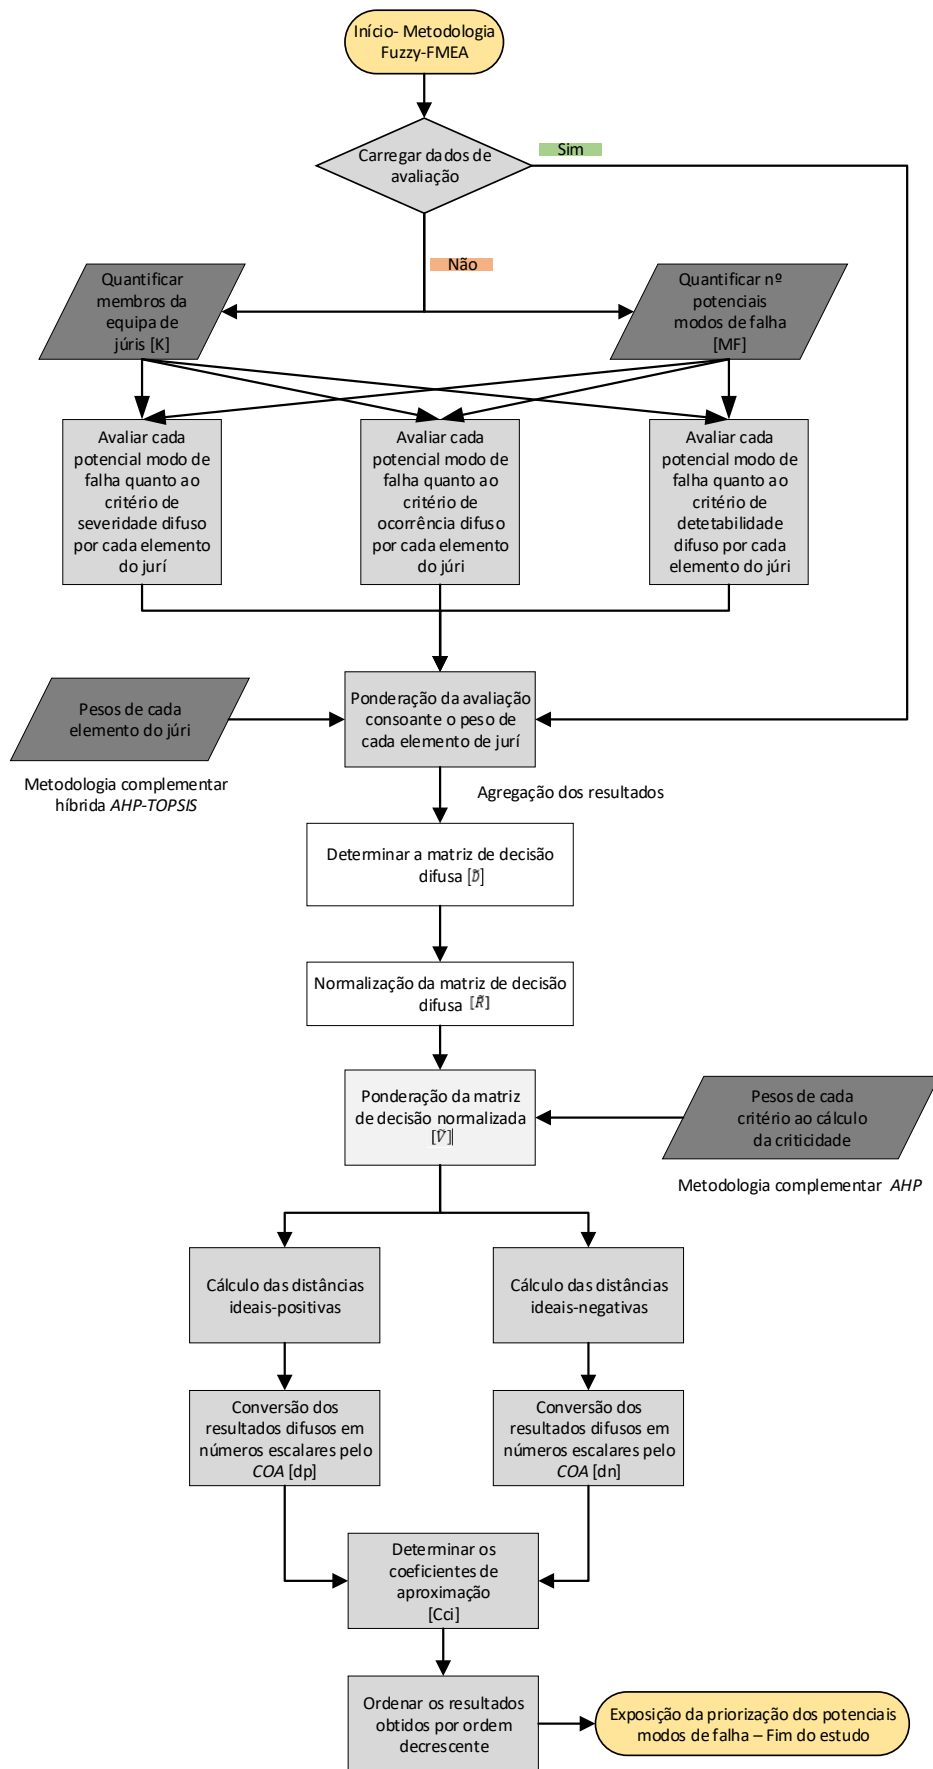 Início- Metodologia
Fuzzy-FMEA
Carregar dados de
avaliação
Sim
Não
Quantificar
membros da
equipa de
júris [K]
Quantificar nº
potenciais
modos de falha
[MF]
Avaliar cada
potencial modo de
falha quanto ao
critério de
severidade difuso
por cada elemento
do jurí
Avaliar cada
potencial modo de
falha quanto ao
critério de
ocorrência difuso
por cada elemento
do júri
Avaliar cada
potencial modo de
falha quanto ao
critério de
detetabilidade
difuso por cada
elemento do júri
Pesos de cada
elemento do júri
Metodologia complementar
híbrida AHP-TOPSIS
Ponderação da avaliação
consoante o peso de
cada elemento de jurí
Agregação dos resultados
Determinar a matriz de decisão
difusa [D̃]
Normalização da matriz de decisão
difusa [R̃]
Ponderação da matriz
de decisão normalizada
[Ṽ]
Pesos de cada
critério ao cálculo
da criticidade
Metodologia complementar AHP
Cálculo das distâncias
ideais-positivas
Cálculo das distâncias
ideais-negativas
Conversão dos
resultados difusos em
números escalares pelo
COA [dp]
Conversão dos
resultados difusos em
números escalares pelo
COA [dn]
Determinar os
coeficientes de
aproximação
[Cci]
Ordenar os resultados
obtidos por ordem
decrescente
Exposição da priorização dos potenciais
modos de falha – Fim do estudo